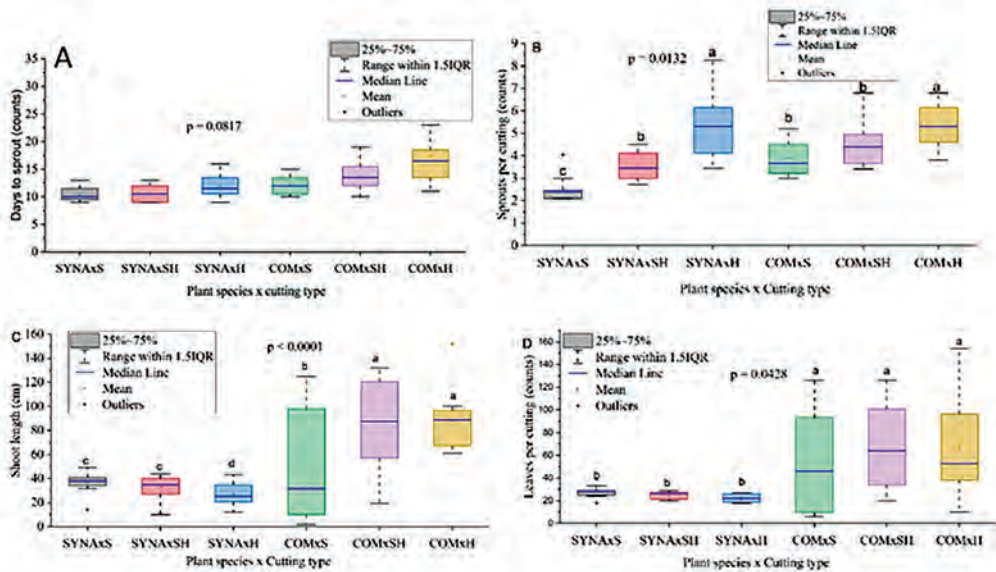 A
25%~75%
Range within 1.5IQR
Median Line
Mean
Outliers
p = 0.0817
Days to sprout (counts)
35
30
25
20
15
10
5
0
SYNAxS SYNAxSH SYNAxH COMxS COMxSH COMxH
Plant species x cutting type
B
25%~75%
Range within 1.5IQR
Median Line
Mean
Outliers
p = 0.0132
Sprouts per cutting (counts)
9
8
7
6
5
4
3
2
1
0
c b a b b a
SYNAxS SYNAxSH SYNAxH COMxS COMxSH COMxH
Plant species x Cutting type
C
25%~75%
Range within 1.5IQR
Median Line
Mean
Outliers
p < 0.0001
Shoot length (cm)
160
140
120
100
80
60
40
20
0
c c d b a a
SYNAxS SYNAxSH SYNAxH COMxS COMxSH COMxH
Plant species x Cutting type
D
25%~75%
Range within 1.5IQR
Median Line
Mean
Outliers
p = 0.0428
Leaves per cutting (counts)
160
140
120
100
80
60
40
20
0
b b b a a a
SYNAxS SYNAxSH SYNAxH COMxS COMxSH COMxH
Plant species x Cutting type